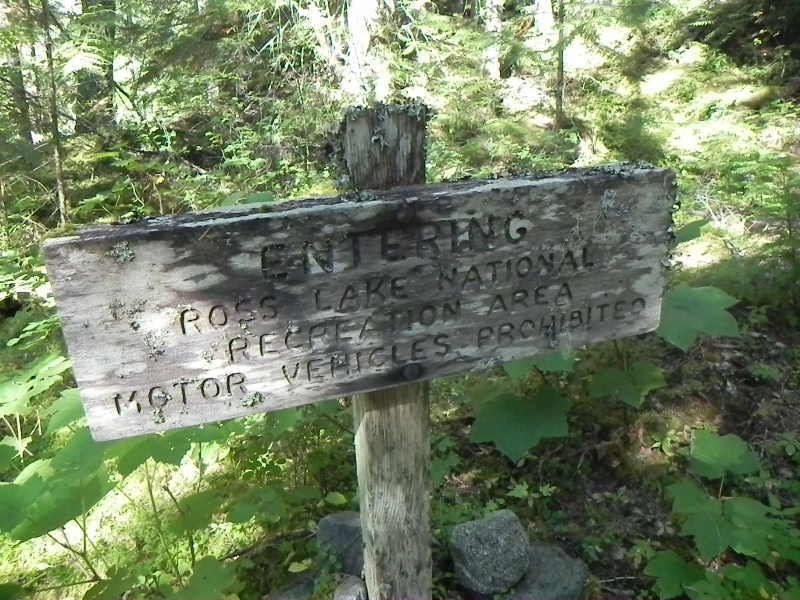 ENTERING
ROSS LAKE NATIONAL
RECREATION AREA
MOTOR VEHICLES PROHIBITED